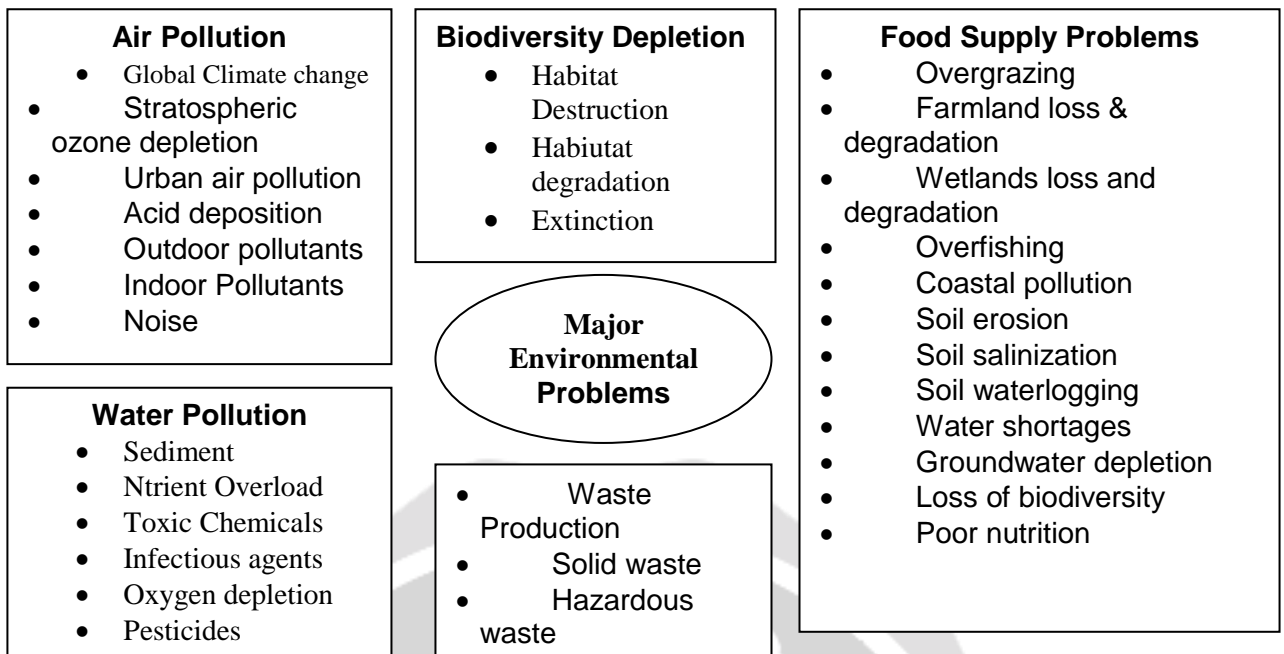 Air Pollution
• Global Climate change
• Stratospheric
ozone depletion
• Urban air pollution
• Acid deposition
• Outdoor pollutants
• Indoor Pollutants
• Noise
Water Pollution
• Sediment
• Ntrient Overload
• Toxic Chemicals
• Infectious agents
• Oxygen depletion
• Pesticides
Biodiversity Depletion
• Habitat
Destruction
• Habiutat
degradation
• Extinction
Major
Environmental
Problems
• Waste
Production
• Solid waste
• Hazardous
waste
Food Supply Problems
• Overgrazing
• Farmland loss &
degradation
• Wetlands loss and
degradation
• Overfishing
• Coastal pollution
• Soil erosion
• Soil salinization
• Soil waterlogging
• Water shortages
• Groundwater depletion
• Loss of biodiversity
• Poor nutrition